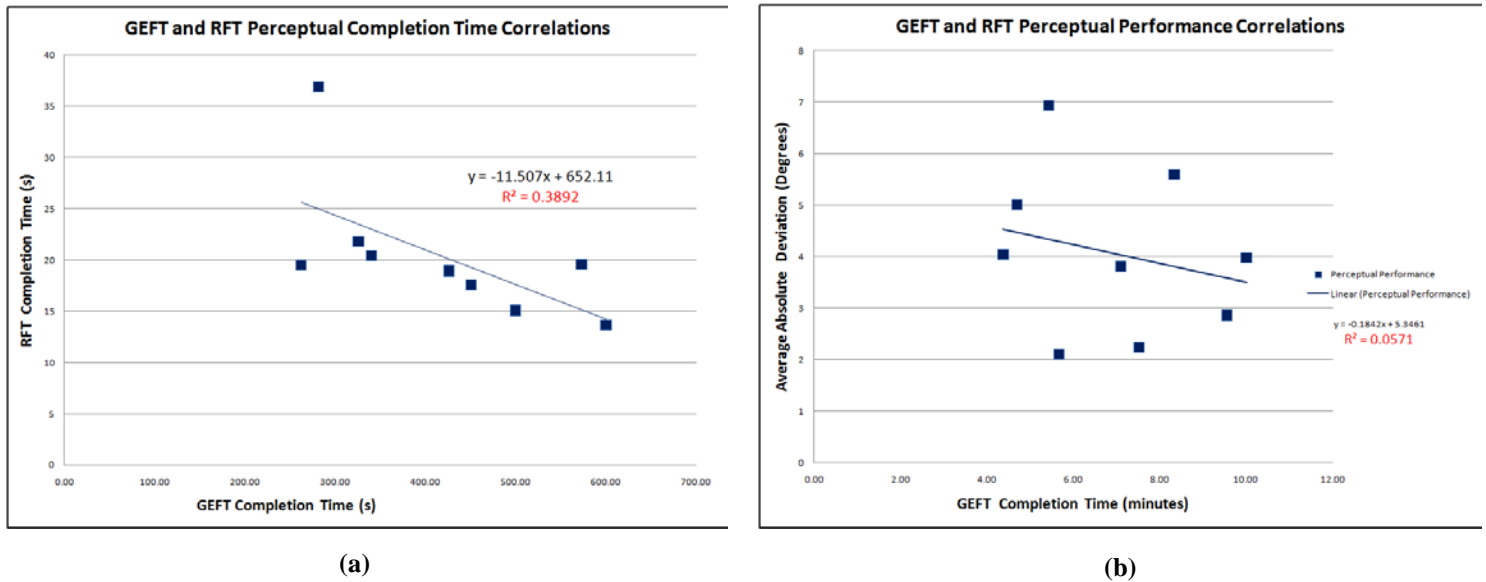 GEFT and RFT Perceptual Completion Time Correlations
40
35
30
25
20
15
10
5
0
RFT Completion Time (s)
y = -11.507x + 652.11
R² = 0.3892
0.00 100.00 200.00 300.00 400.00 500.00 600.00 700.00
GEFT Completion Time (s)
(a)
GEFT and RFT Perceptual Performance Correlations
8
7
6
5
4
3
2
1
0
Average Absolute Deviation (Degrees)
Perceptual Performance
Linear (Perceptual Performance)
y = -0.1842x + 5.3461
R² = 0.0571
0.00 2.00 4.00 6.00 8.00 10.00 12.00
GEFT Completion Time (minutes)
(b)